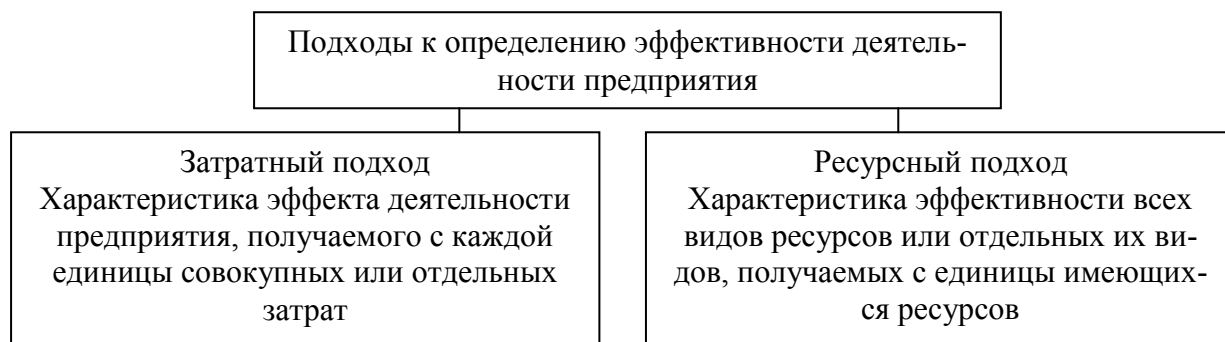 Подходы к определению эффективности деятель-
ности предприятия
Затратный подход
Характеристика эффекта деятельности
предприятия, получаемого с каждой
единицы совокупных или отдельных
затрат
Ресурсный подход
Характеристика эффективности всех
видов ресурсов или отдельных их ви-
дов, получаемых с единицы имеющих-
ся ресурсов